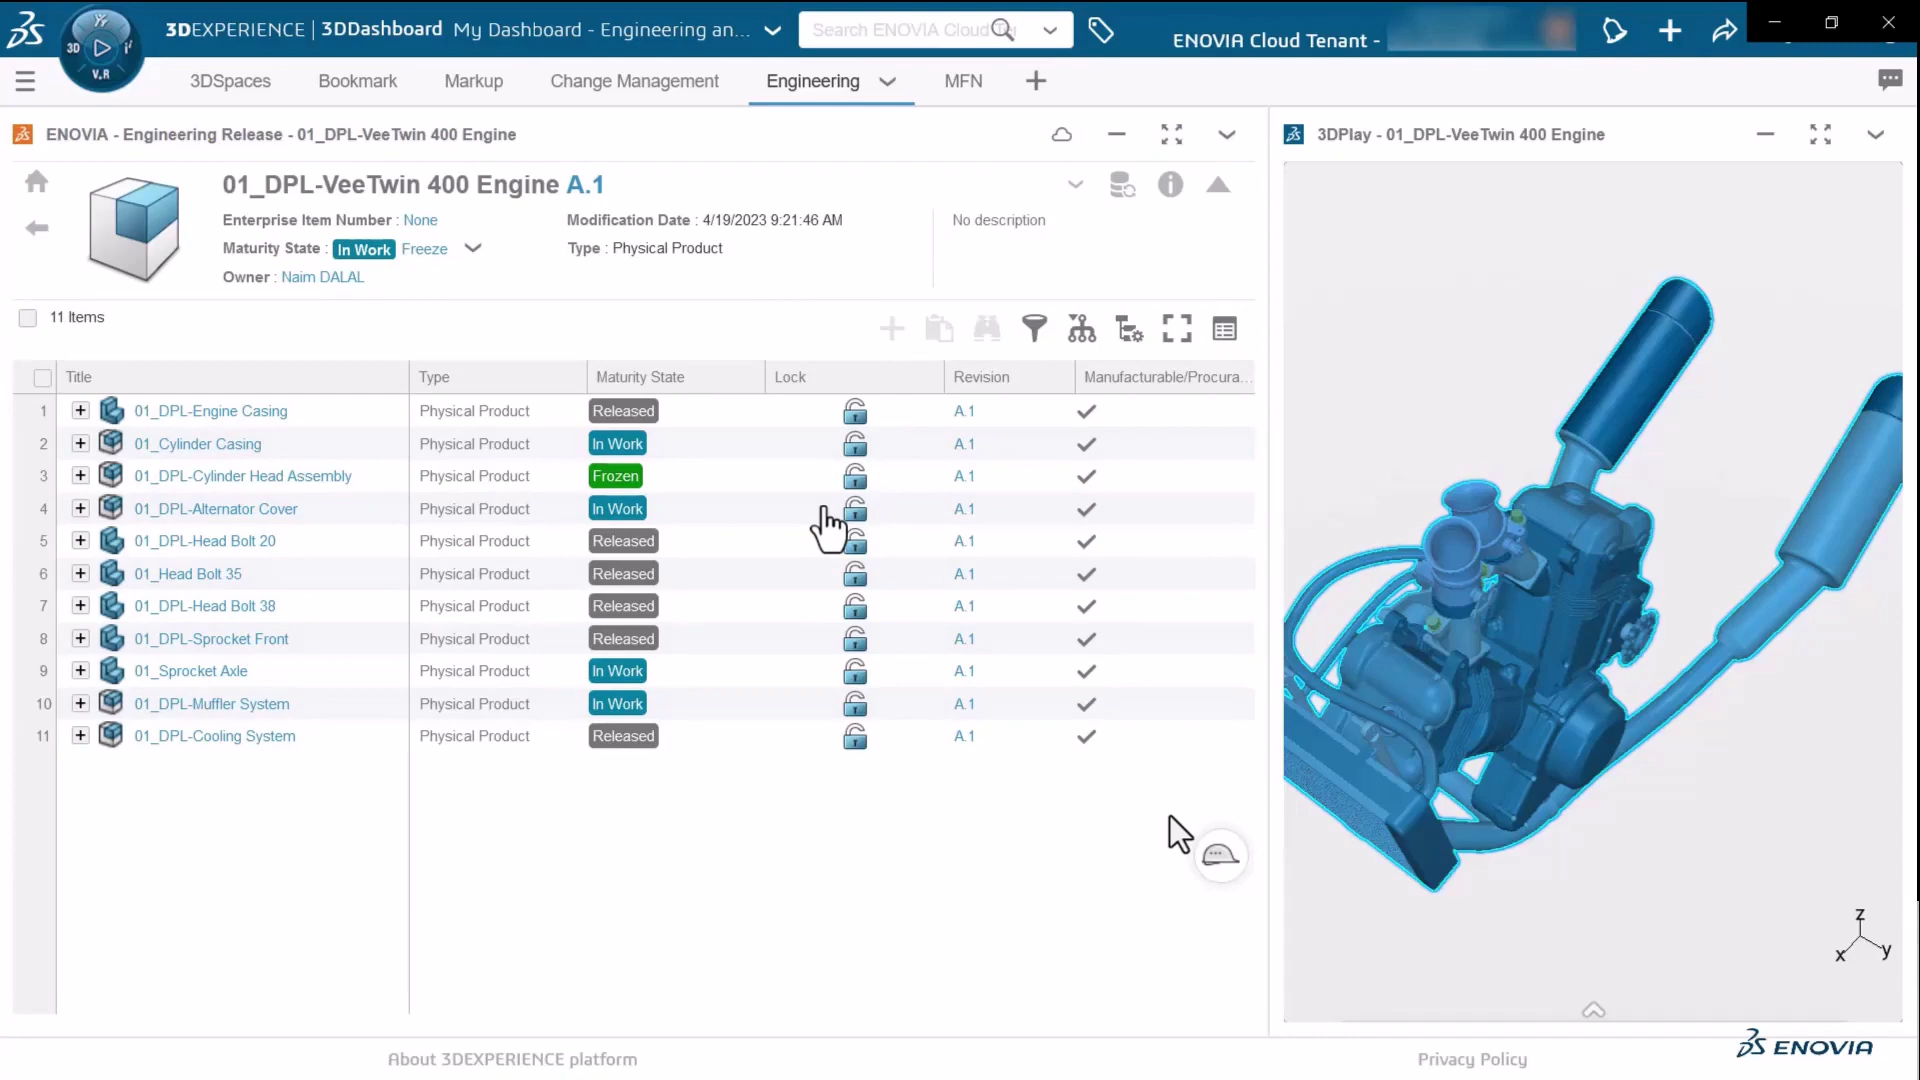 3DEXPERIENCE | 3DDashboard My Dashboard - Engineering an...
Search ENOVIA Cloud
ENOVIA Cloud Tenant -
3D
V.R
3DSpaces
Bookmark
Markup
Change Management
Engineering
MFN
ENOVIA - Engineering Release - 01_DPL-VeeTwin 400 Engine
3DPlay - 01_DPL-VeeTwin 400 Engine
01_DPL-VeeTwin 400 Engine A.1
Enterprise Item Number : None
Modification Date : 4/19/2023 9:21:46 AM
No description
Maturity State : In Work Freeze
Type : Physical Product
Owner : Naim DALAL
11 Items
Title Type Maturity State Lock Revision Manufacturable/Procura...
1 01_DPL-Engine Casing Physical Product Released A.1
2 01_Cylinder Casing Physical Product In Work A.1
3 01_DPL-Cylinder Head Assembly Physical Product Frozen A.1
4 01_DPL-Alternator Cover Physical Product In Work A.1
5 01_DPL-Head Bolt 20 Physical Product Released A.1
6 01_Head Bolt 35 Physical Product Released A.1
7 01_DPL-Head Bolt 38 Physical Product Released A.1
8 01_DPL-Sprocket Front Physical Product Released A.1
9 01_Sprocket Axle Physical Product In Work A.1
10 01_DPL-Muffler System Physical Product In Work A.1
11 01_DPL-Cooling System Physical Product Released A.1
z
x
y
About 3DEXPERIENCE platform
Privacy Policy
ENOVIA